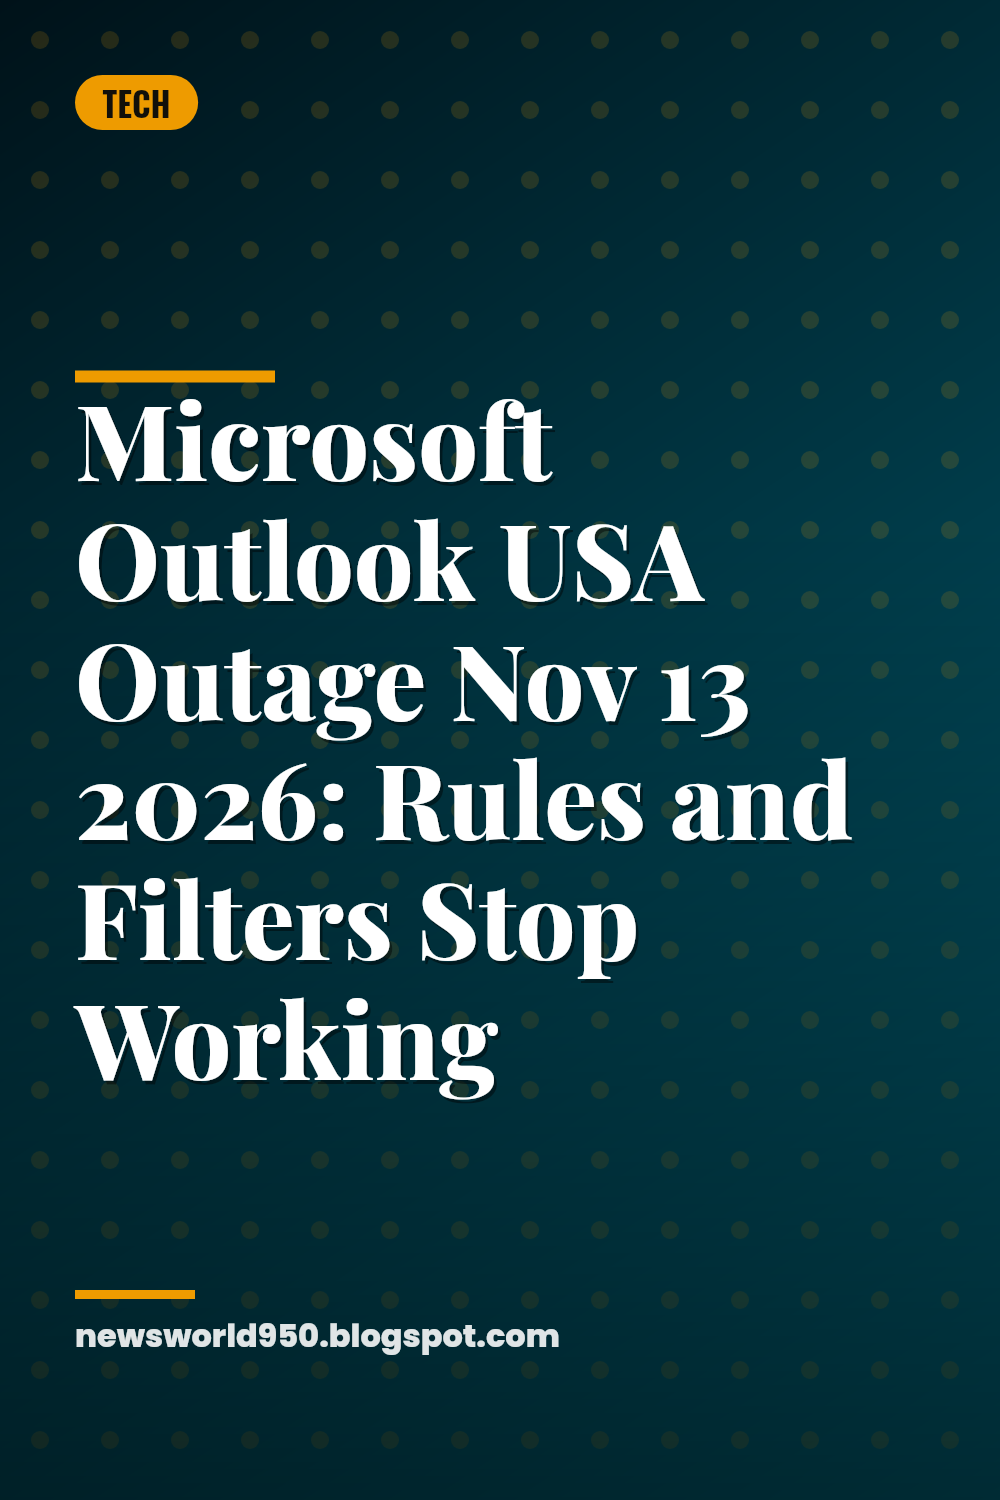 TECH
Microsoft
Outlook USA
Outage Nov 13
2026: Rules and
Filters Stop
Working
newsworld950.blogspot.com